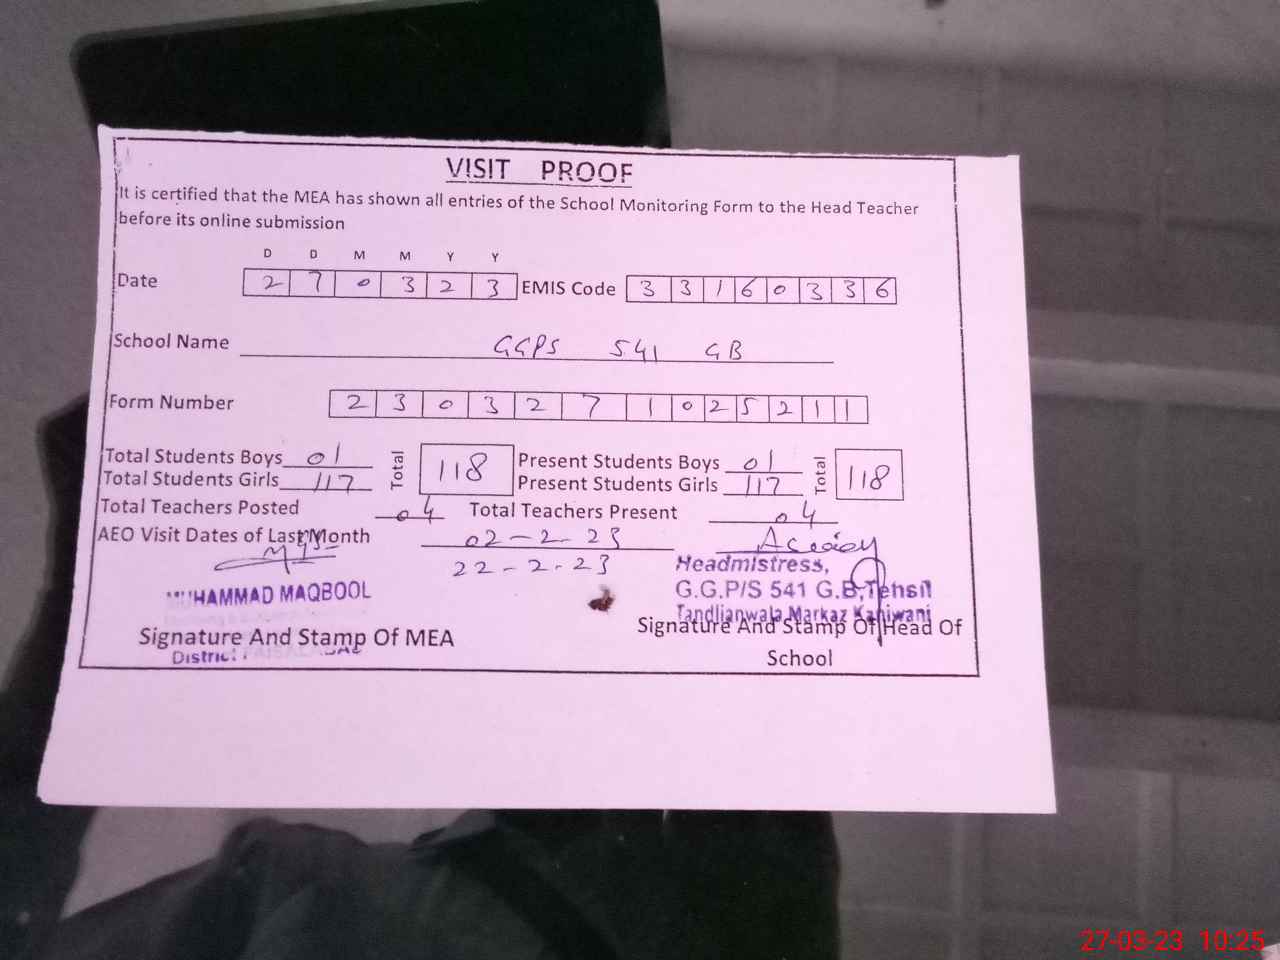 VISIT PROOF
It is certified that the MEA has shown all entries of the School Monitoring Form to the Head Teacher
before its online submission
D D M M Y Y
Date 2 7 0 3 2 3 EMIS Code 3 3 1 6 0 3 3 6
School Name GGPS 541 GB
Form Number 2 3 0 3 2 7 1 0 2 5 2 1 1
Total Students Boys 01 Total 118 Present Students Boys 01 Total 118
Total Students Girls 117 Present Students Girls 117
Total Teachers Posted 04 Total Teachers Present 04
AEO Visit Dates of Last Month 02-2-23
22-2-23
Headmistress,
MUHAMMAD MAQBOOL G.G.P/S 541 G.B, Tehsil
Tandlianwala Markaz Kanjwani
Signature And Stamp Of MEA Signature And Stamp Of Head Of
District School
27-03-23 10:25